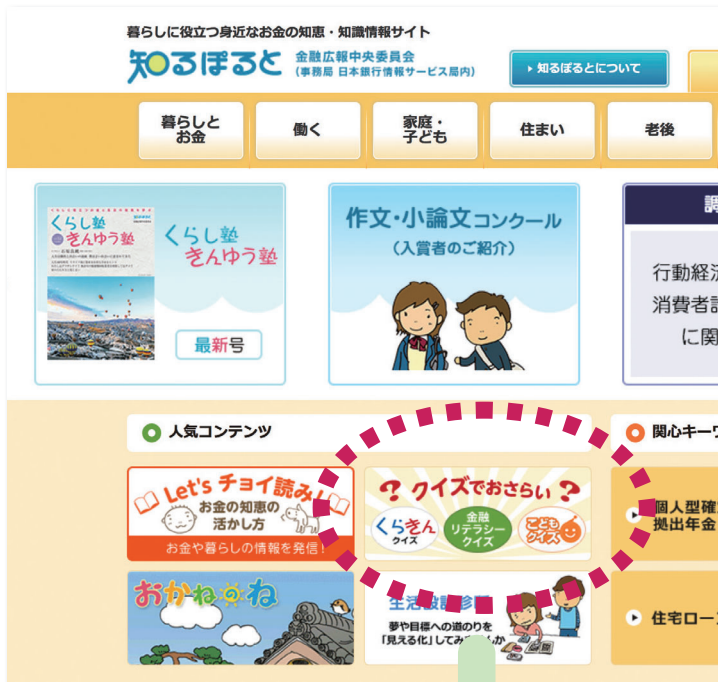 暮らしに役立つ身近なお金の知恵・知識情報サイト
知るぽると
金融広報中央委員会
(事務局 日本銀行情報サービス局内)
知るぽるとについて
暮らしと
お金
働く
家庭・
子ども
住まい
老後
くらし塾
きんゆう塾
くらし塾
きんゆう塾
最新号
作文・小論文コンクール
(入賞者のご紹介)
行動経済
消費者
に関
人気コンテンツ
関心キーワ
Let's チョイ読み!
お金の知恵の
活かし方
お金や暮らしの情報を発信!
? クイズでおさらい ?
くらきん
クイズ
金融
リテラシー
クイズ
こども
クイズ
個人型確
拠出年金
おかねのね
生活設計診断
夢や目標への道のりを
「見える化」してみませんか
住宅ロー